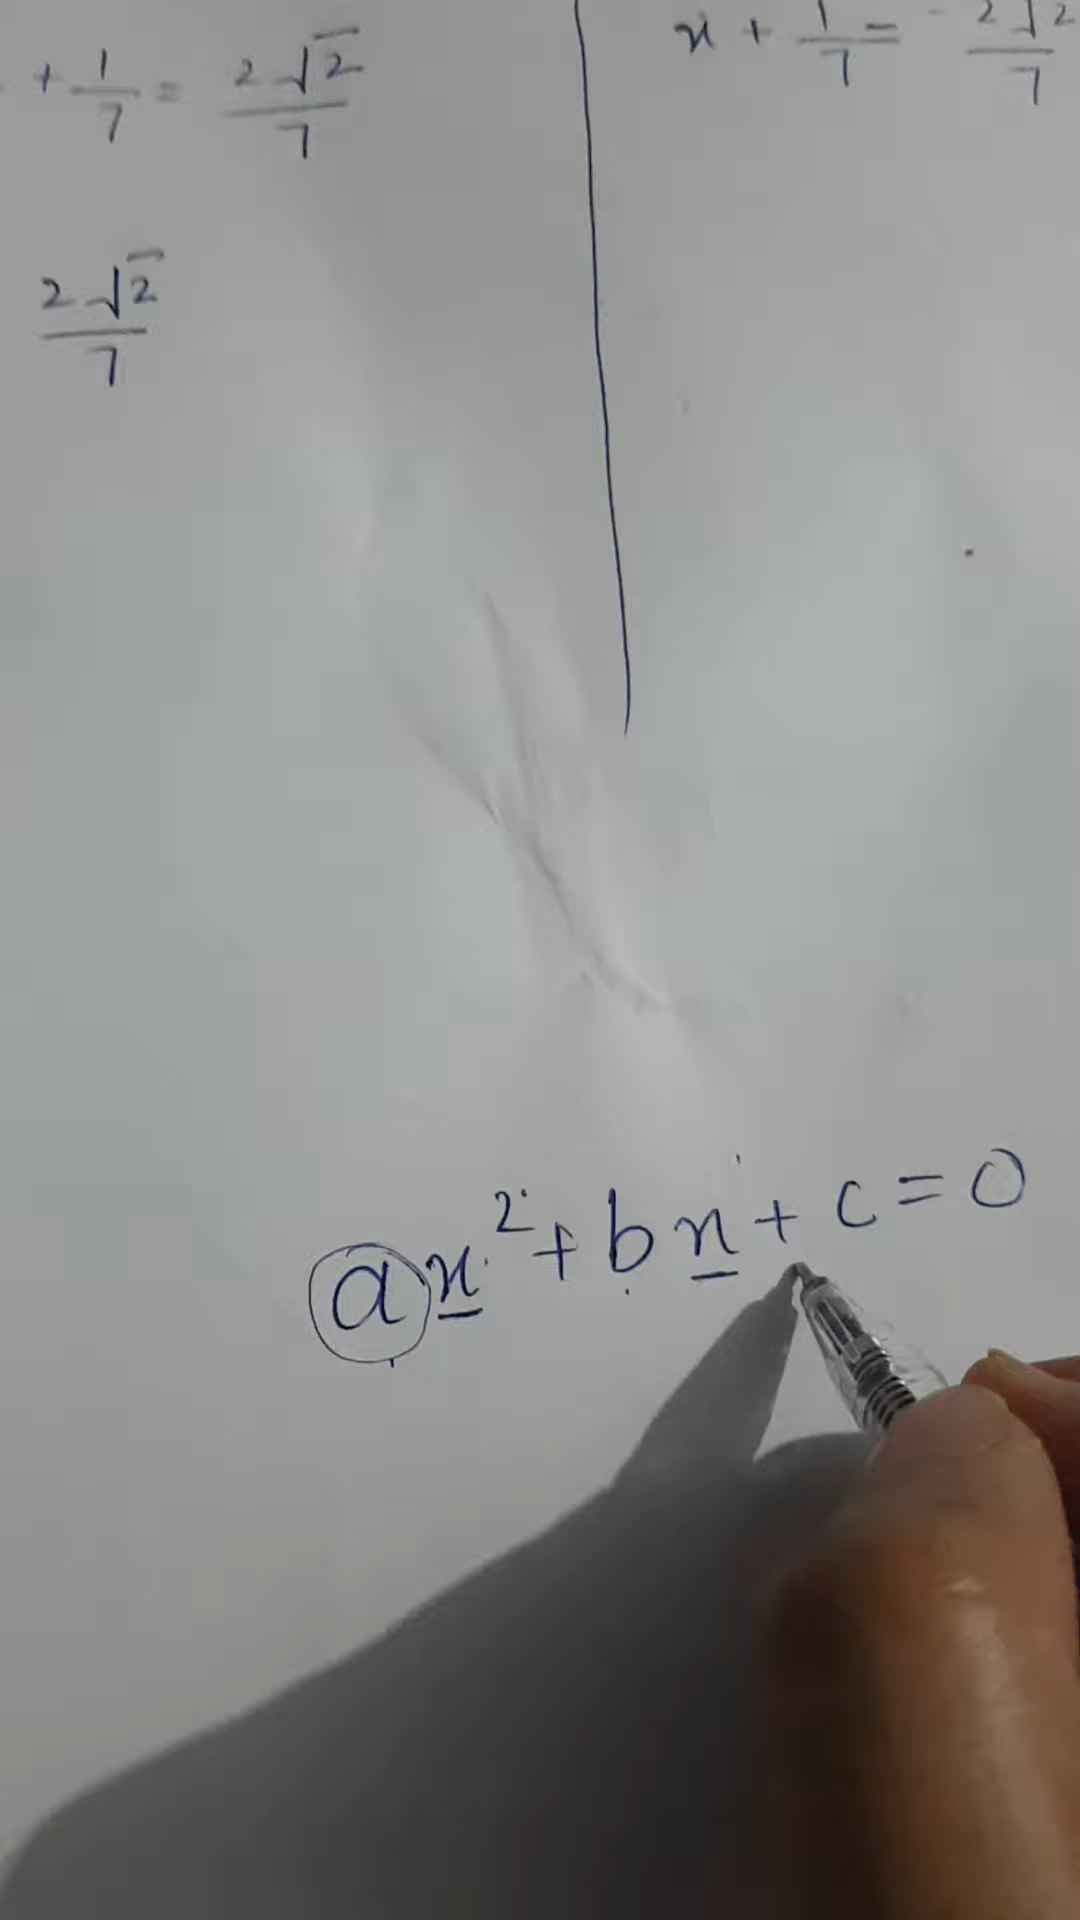 + 1/7 = 2√2/7
x + 1/7 = - 2√2/7
2√2/7
ax² + bx + c = 0